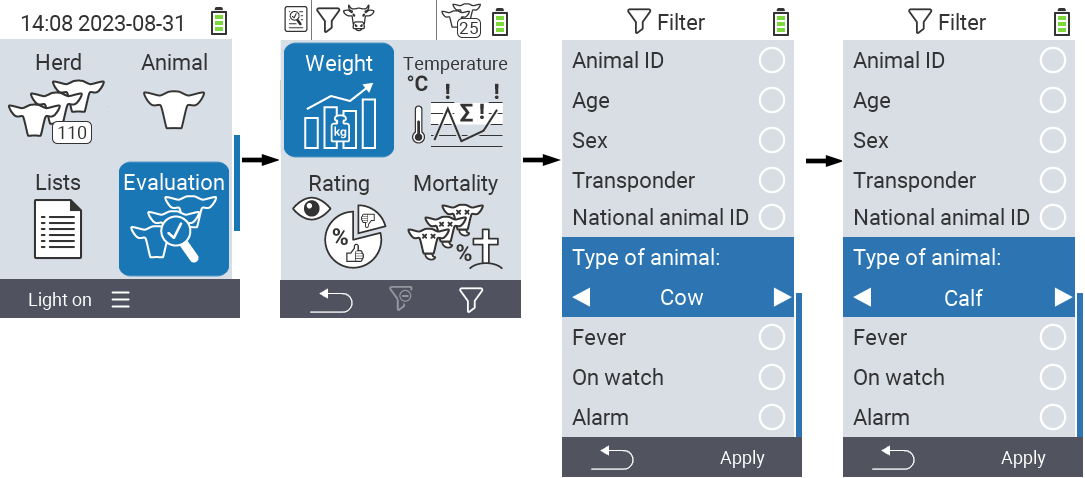 14:08 2023-08-31
Herd
Animal
110
Lists
Evaluation
Light on
25
Weight
Temperature
°C
! !
Σ!
kg
Rating
Mortality
%
%
Filter
Animal ID
Age
Sex
Transponder
National animal ID
Type of animal:
Cow
Fever
On watch
Alarm
Apply
Filter
Animal ID
Age
Sex
Transponder
National animal ID
Type of animal:
Calf
Fever
On watch
Alarm
Apply